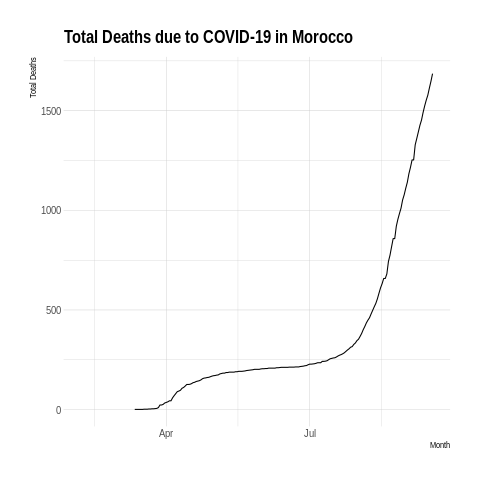 Total Deaths due to COVID-19 in Morocco
Total Deaths
1500
1000
500
0
Apr Jul
Month